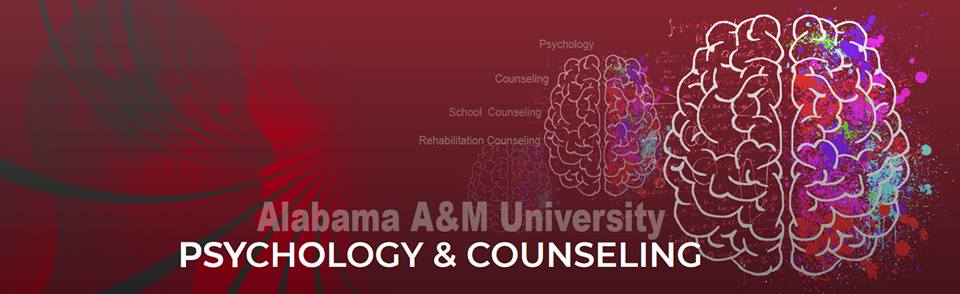 Psychology
Counseling
School Counseling
Rehabilitation Counseling
Alabama A&M University
PSYCHOLOGY & COUNSELING